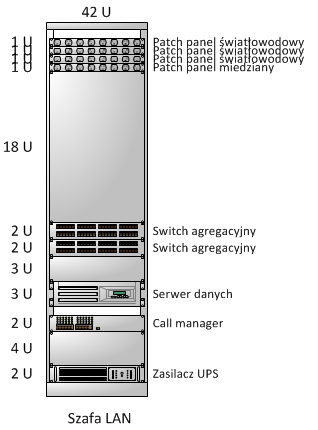 42 U
1 U Patch panel światłowodowy
1 U Patch panel światłowodowy
1 U Patch panel światłowodowy
1 U Patch panel miedziany
18 U
2 U Switch agregacyjny
2 U Switch agregacyjny
3 U
3 U Serwer danych
2 U Call manager
4 U
2 U Zasilacz UPS
Szafa LAN